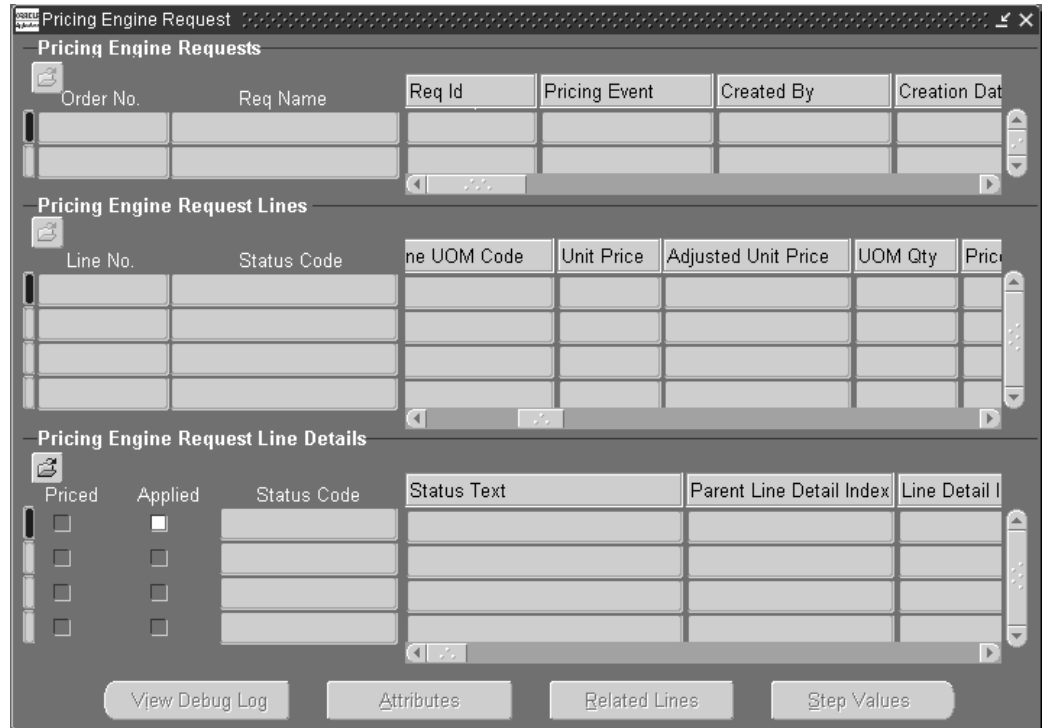 Pricing Engine Request
Pricing Engine Requests
Order No. Req Name Req Id Pricing Event Created By Creation Dat
Pricing Engine Request Lines
Line No. Status Code ne UOM Code Unit Price Adjusted Unit Price UOM Qty Price
Pricing Engine Request Line Details
Priced Applied Status Code Status Text Parent Line Detail Index Line Detail I
View Debug Log Attributes Related Lines Step Values